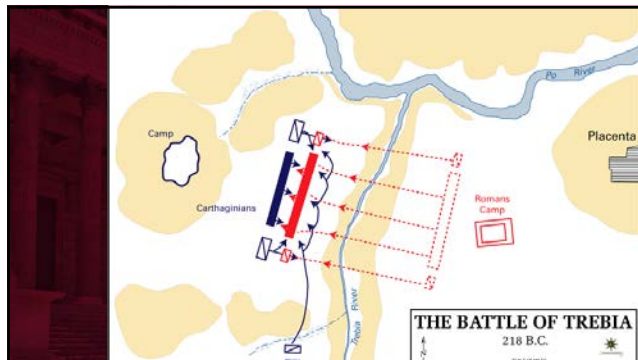 Po River
Camp
Placenta
Carthaginians
Romans
Camp
Trebia River
THE BATTLE OF TREBIA
218 B.C.